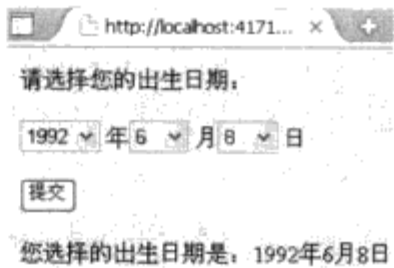 http://localhost:4171...
请选择您的出生日期：
1992 年 6 月 8 日
提交
您选择的出生日期是：1992年6月8日